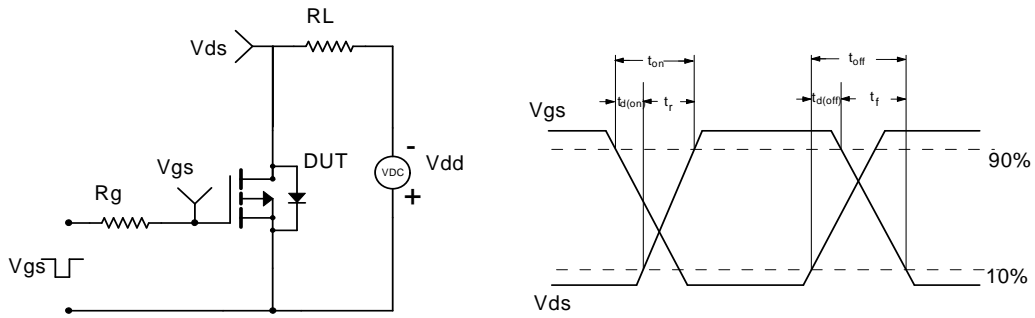 RL
Vds
Vgs
DUT
-
VDC
Vdd
+
Rg
Vgs
ton
toff
td(on)
tr
td(off)
tf
Vgs
90%
10%
Vds